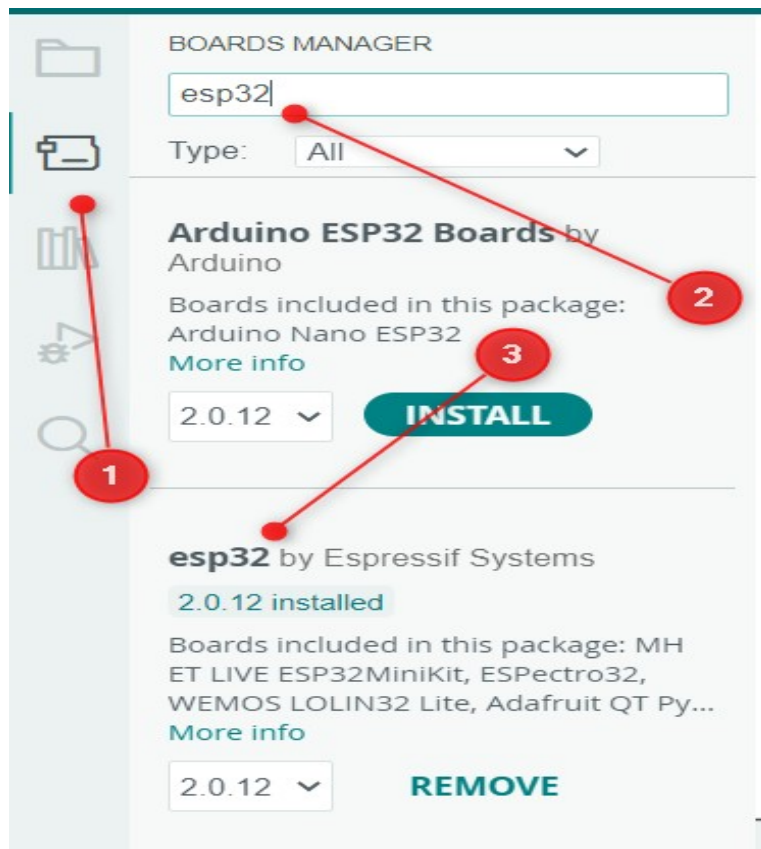 BOARDS MANAGER
esp32
Type: All
Arduino ESP32 Boards by
Arduino
Boards included in this package:
Arduino Nano ESP32
More info
2.0.12 INSTALL
esp32 by Espressif Systems
2.0.12 installed
Boards included in this package: MH
ET LIVE ESP32MiniKit, ESPectro32,
WEMOS LOLIN32 Lite, Adafruit QT Py...
More info
2.0.12 REMOVE
1
2
3